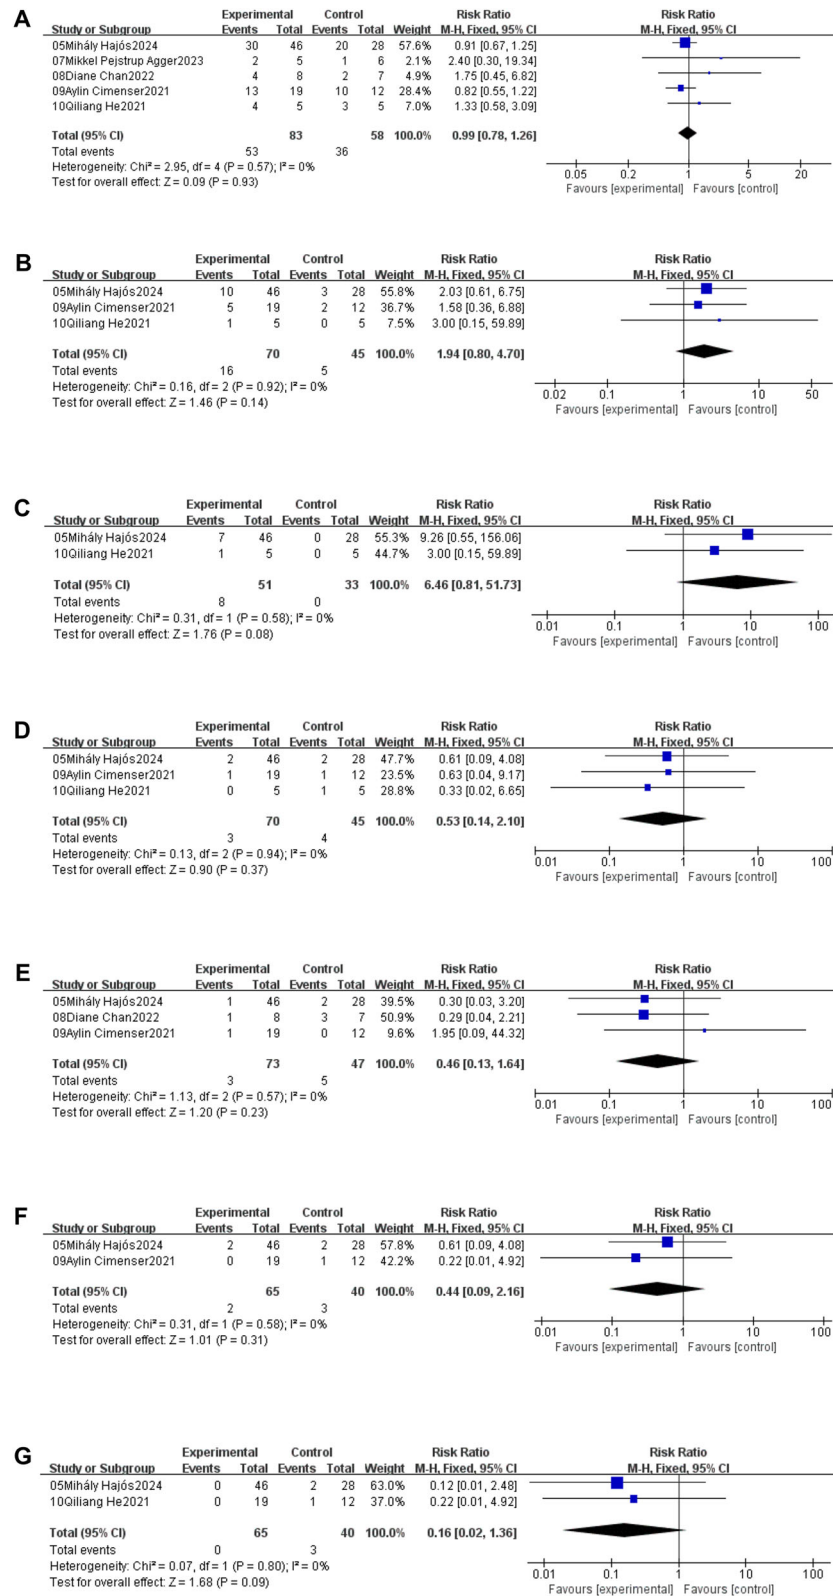 A
Experimental Control Risk Ratio Risk Ratio
Study or Subgroup Events Total Events Total Weight M-H, Fixed, 95% CI M-H, Fixed, 95% CI
05Mihály Hajós2024 30 46 20 28 57.6% 0.91 [0.67, 1.25]
07Mikkel Pejstrup Agger2023 2 5 1 6 2.1% 2.40 [0.30, 19.34]
08Diane Chan2022 4 8 2 7 4.9% 1.75 [0.45, 6.82]
09Aylin Cimenser2021 13 19 10 12 28.4% 0.82 [0.55, 1.22]
10Qiliang He2021 4 5 3 5 7.0% 1.33 [0.58, 3.09]
Total (95% CI) 83 58 100.0% 0.99 [0.78, 1.26]
Total events 53 36
Heterogeneity: Chi² = 2.95, df = 4 (P = 0.57); I² = 0%
Test for overall effect: Z = 0.09 (P = 0.93)
0.05 0.2 1 5 20
Favours [experimental] Favours [control]
B
Experimental Control Risk Ratio Risk Ratio
Study or Subgroup Events Total Events Total Weight M-H, Fixed, 95% CI M-H, Fixed, 95% CI
05Mihály Hajós2024 10 46 3 28 55.8% 2.03 [0.61, 6.75]
09Aylin Cimenser2021 5 19 2 12 36.7% 1.58 [0.36, 6.88]
10Qiliang He2021 1 5 0 5 7.5% 3.00 [0.15, 59.89]
Total (95% CI) 70 45 100.0% 1.94 [0.80, 4.70]
Total events 16 5
Heterogeneity: Chi² = 0.16, df = 2 (P = 0.92); I² = 0%
Test for overall effect: Z = 1.46 (P = 0.14)
0.02 0.1 1 10 50
Favours [experimental] Favours [control]
C
Experimental Control Risk Ratio Risk Ratio
Study or Subgroup Events Total Events Total Weight M-H, Fixed, 95% CI M-H, Fixed, 95% CI
05Mihály Hajós2024 7 46 0 28 55.3% 9.26 [0.55, 156.06]
10Qiliang He2021 1 5 0 5 44.7% 3.00 [0.15, 59.89]
Total (95% CI) 51 33 100.0% 6.46 [0.81, 51.73]
Total events 8 0
Heterogeneity: Chi² = 0.31, df = 1 (P = 0.58); I² = 0%
Test for overall effect: Z = 1.76 (P = 0.08)
0.01 0.1 1 10 100
Favours [experimental] Favours [control]
D
Experimental Control Risk Ratio Risk Ratio
Study or Subgroup Events Total Events Total Weight M-H, Fixed, 95% CI M-H, Fixed, 95% CI
05Mihály Hajós2024 2 46 2 28 47.7% 0.61 [0.09, 4.08]
09Aylin Cimenser2021 1 19 1 12 23.5% 0.63 [0.04, 9.17]
10Qiliang He2021 0 5 1 5 28.8% 0.33 [0.02, 6.65]
Total (95% CI) 70 45 100.0% 0.53 [0.14, 2.10]
Total events 3 4
Heterogeneity: Chi² = 0.13, df = 2 (P = 0.94); I² = 0%
Test for overall effect: Z = 0.90 (P = 0.37)
0.01 0.1 1 10 100
Favours [experimental] Favours [control]
E
Experimental Control Risk Ratio Risk Ratio
Study or Subgroup Events Total Events Total Weight M-H, Fixed, 95% CI M-H, Fixed, 95% CI
05Mihály Hajós2024 1 46 2 28 39.5% 0.30 [0.03, 3.20]
08Diane Chan2022 1 8 3 7 50.9% 0.29 [0.04, 2.21]
09Aylin Cimenser2021 1 19 0 12 9.6% 1.95 [0.09, 44.32]
Total (95% CI) 73 47 100.0% 0.46 [0.13, 1.64]
Total events 3 5
Heterogeneity: Chi² = 1.13, df = 2 (P = 0.57); I² = 0%
Test for overall effect: Z = 1.20 (P = 0.23)
0.01 0.1 1 10 100
Favours [experimental] Favours [control]
F
Experimental Control Risk Ratio Risk Ratio
Study or Subgroup Events Total Events Total Weight M-H, Fixed, 95% CI M-H, Fixed, 95% CI
05Mihály Hajós2024 2 46 2 28 57.8% 0.61 [0.09, 4.08]
09Aylin Cimenser2021 0 19 1 12 42.2% 0.22 [0.01, 4.92]
Total (95% CI) 65 40 100.0% 0.44 [0.09, 2.16]
Total events 2 3
Heterogeneity: Chi² = 0.31, df = 1 (P = 0.58); I² = 0%
Test for overall effect: Z = 1.01 (P = 0.31)
0.01 0.1 1 10 100
Favours [experimental] Favours [control]
G
Experimental Control Risk Ratio Risk Ratio
Study or Subgroup Events Total Events Total Weight M-H, Fixed, 95% CI M-H, Fixed, 95% CI
05Mihály Hajós2024 0 46 2 28 63.0% 0.12 [0.01, 2.48]
10Qiliang He2021 0 19 1 12 37.0% 0.22 [0.01, 4.92]
Total (95% CI) 65 40 100.0% 0.16 [0.02, 1.36]
Total events 0 3
Heterogeneity: Chi² = 0.07, df = 1 (P = 0.80); I² = 0%
Test for overall effect: Z = 1.68 (P = 0.09)
0.01 0.1 1 10 100
Favours [experimental] Favours [control]